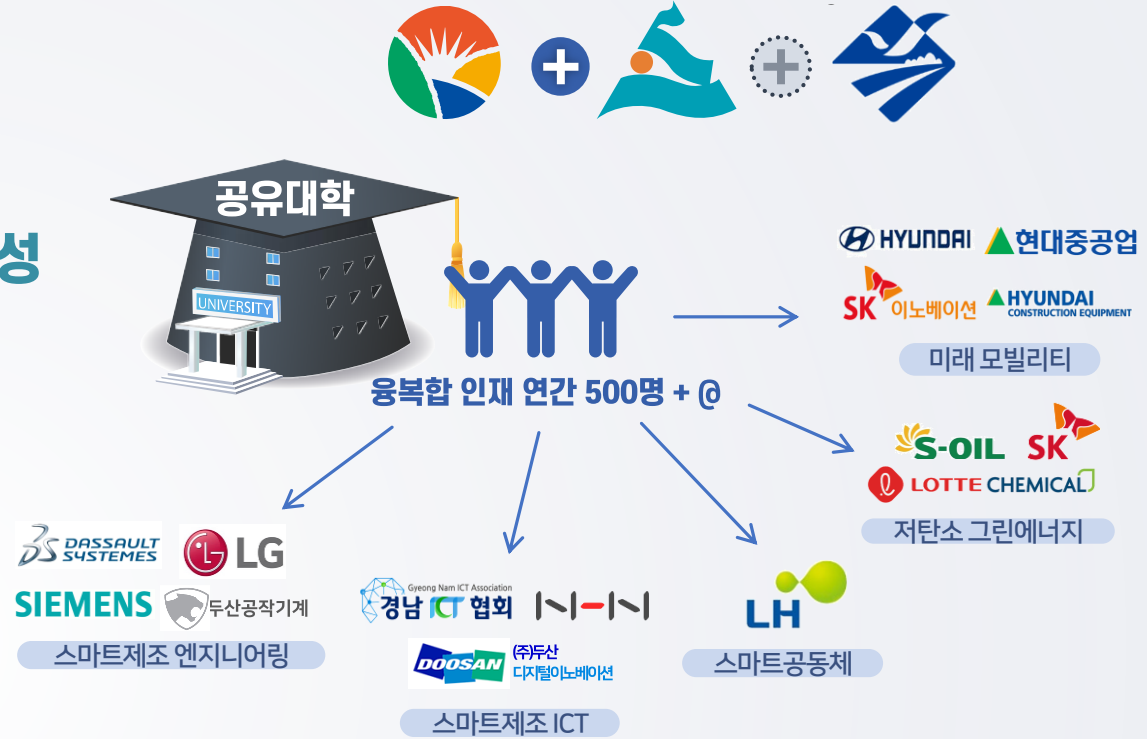 공유대학
UNIVERSITY
성
융복합 인재 연간 500명 + @
HYUNDAI
현대중공업
SK이노베이션
HYUNDAI
CONSTRUCTION EQUIPMENT
미래 모빌리티
S-OIL
SK
LOTTE CHEMICAL
저탄소 그린에너지
DASSAULT
SYSTEMES
LG
SIEMENS
두산공작기계
스마트제조 엔지니어링
Gyeong Nam ICT Association
경남 ICT 협회
NHN
DOOSAN
(주)두산
디지털이노베이션
스마트제조 ICT
LH
스마트공동체